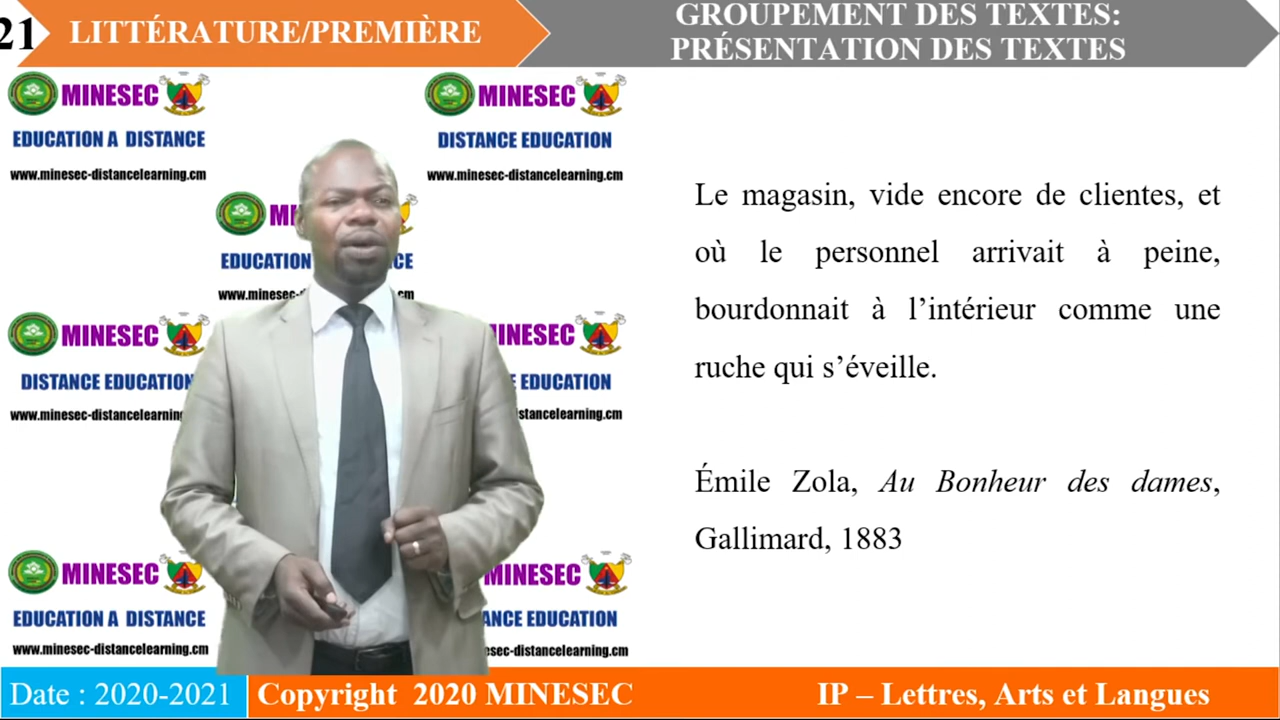 21
LITTÉRATURE/PREMIÈRE
GROUPEMENT DES TEXTES:
PRÉSENTATION DES TEXTES
MINESEC
EDUCATION A DISTANCE
www.minesec-distancelearning.cm
MINESEC
DISTANCE EDUCATION
www.minesec-distancelearning.cm
EDUCATION
MINESEC
DISTANCE EDUCATION
MINESEC
EDUCATION
MINESEC
EDUCATION A DISTANCE
www.minesec-distancelearning.cm
MINESEC
EDUCATION
Le magasin, vide encore de clientes, et
où le personnel arrivait à peine,
bourdonnait à l’intérieur comme une
ruche qui s’éveille.
Émile Zola, Au Bonheur des dames,
Gallimard, 1883
Date : 2020-2021
Copyright 2020 MINESEC
IP – Lettres, Arts et Langues